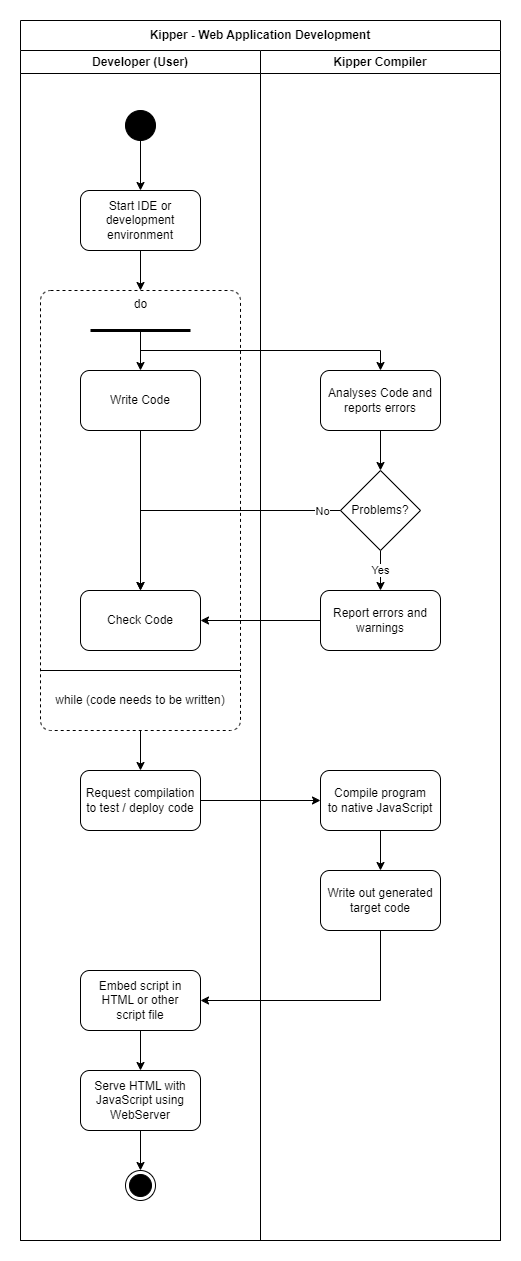 Kipper - Web Application Development
Developer (User)
Kipper Compiler
Start IDE or
development
environment
do
Write Code
Analyses Code and
reports errors
Problems?
No
Yes
Check Code
Report errors and
warnings
while (code needs to be written)
Request compilation
to test / deploy code
Compile program
to native JavaScript
Write out generated
target code
Embed script in
HTML or other
script file
Serve HTML with
JavaScript using
WebServer